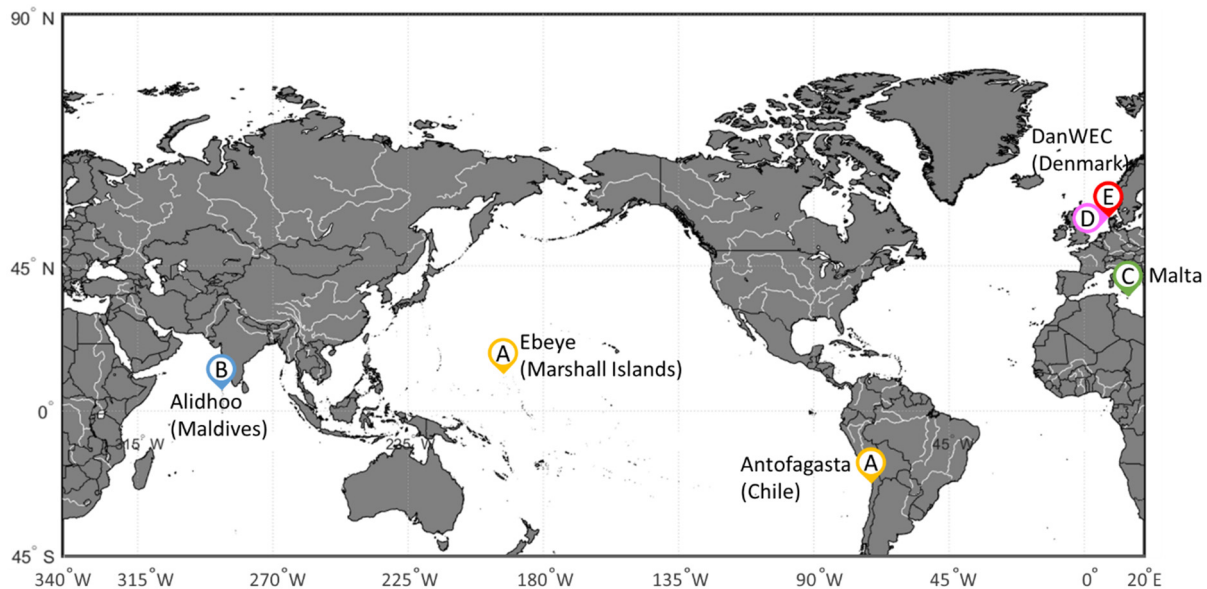 90° N
DanWEC
(Denmark)
E
D
45° N
C Malta
Ebeye
A
(Marshall Islands)
B
Alidhoo
(Maldives)
0°
315° W
225° W
45° W
Antofagasta A
(Chile)
45° S
340°W 315°W 270°W 225°W 180°W 135°W 90°W 45°W 0° 20°E